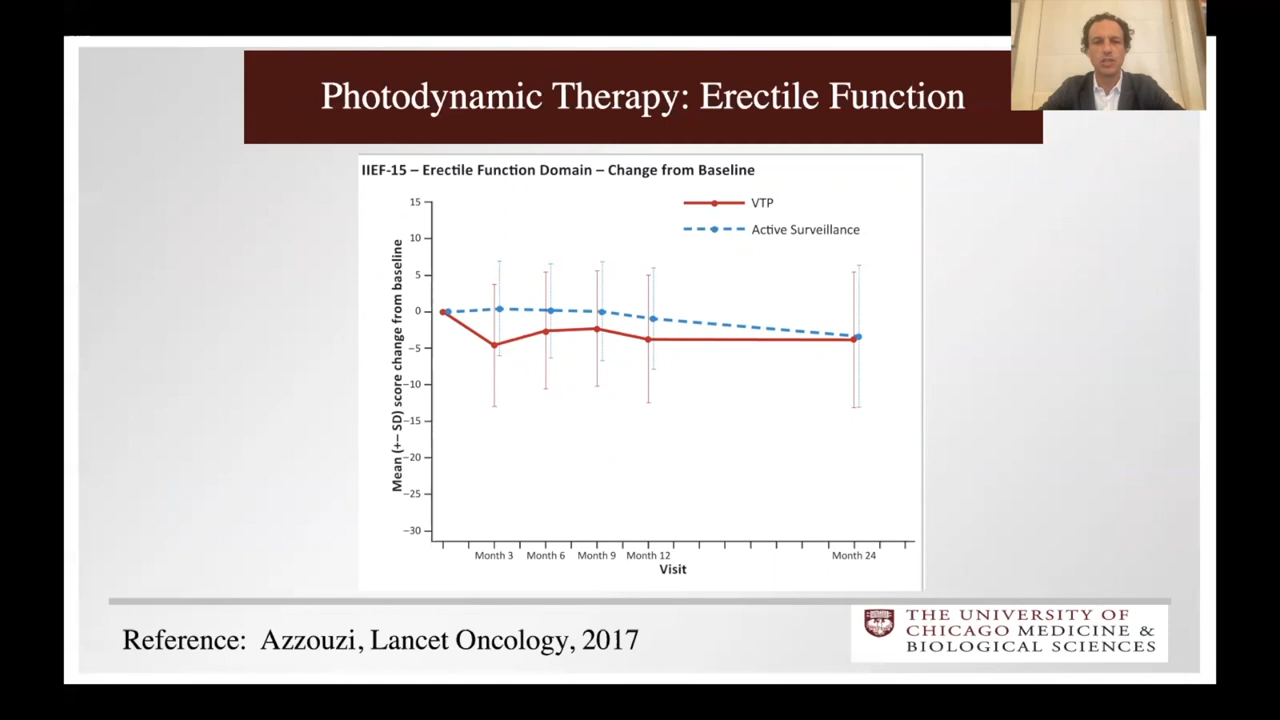 Photodynamic Therapy: Erectile Function
IIEF-15 – Erectile Function Domain – Change from Baseline
VTP
Active Surveillance
Mean (+– SD) score change from baseline
15
10
5
0
–5
–10
–15
–20
–25
–30
Month 3 Month 6 Month 9 Month 12 Month 24
Visit
Reference: Azzouzi, Lancet Oncology, 2017
THE UNIVERSITY OF
CHICAGO MEDICINE &
BIOLOGICAL SCIENCES